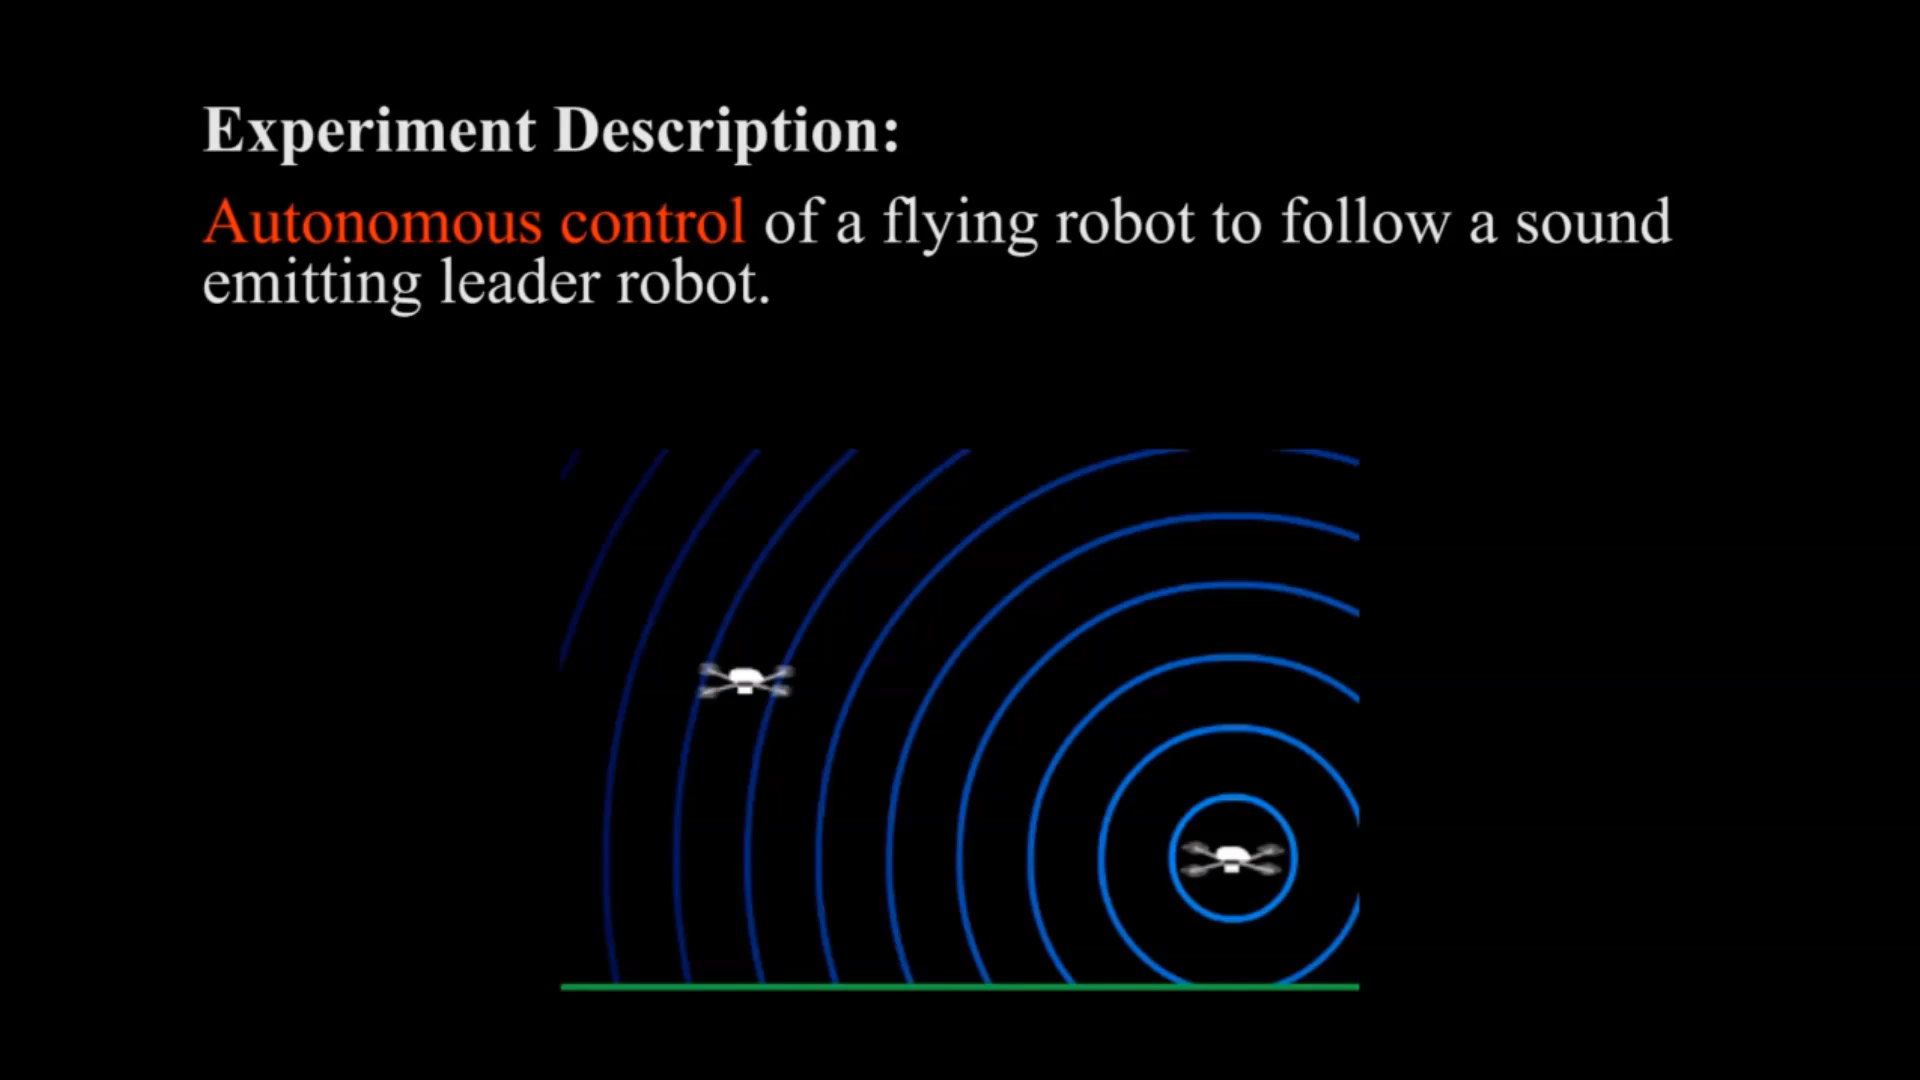 Experiment Description:
Autonomous control of a flying robot to follow a sound
emitting leader robot.